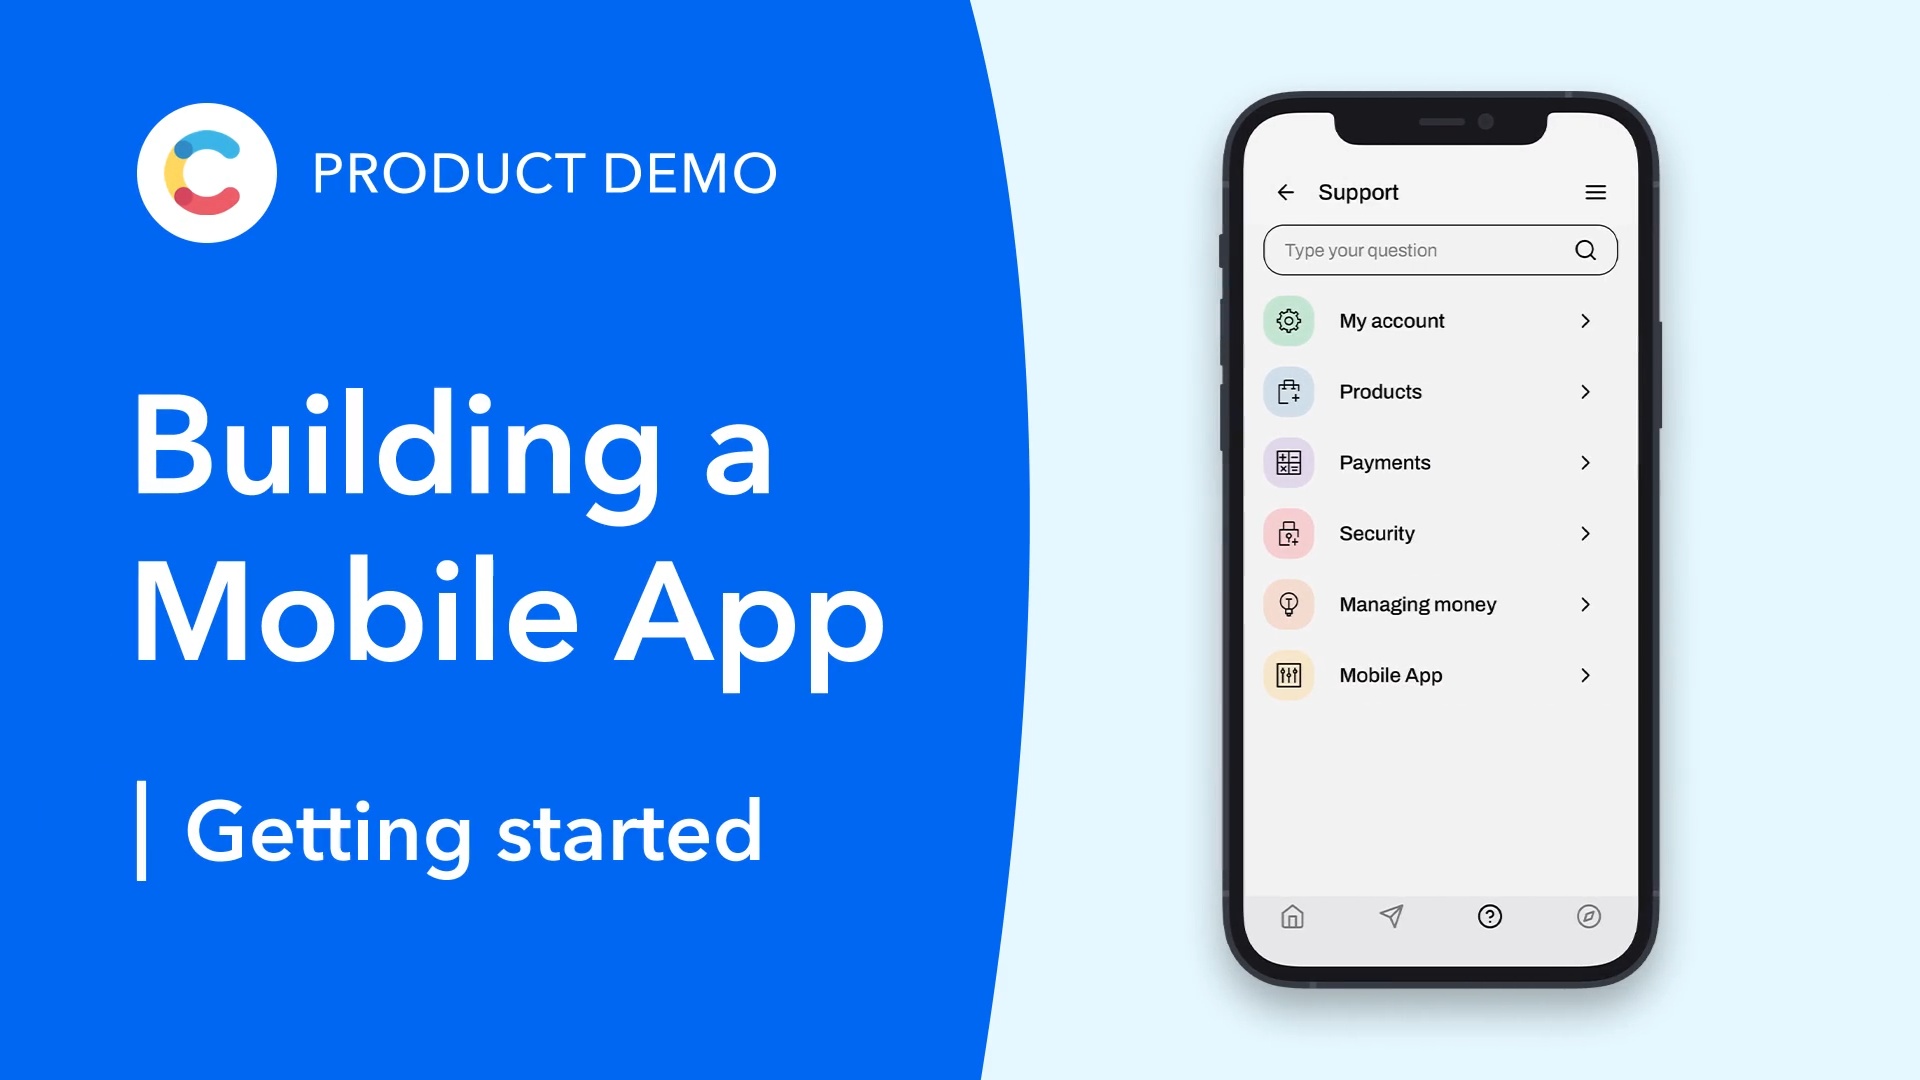 PRODUCT DEMO
Building a
Mobile App
Getting started
Support
Type your question
My account
Products
Payments
Security
Managing money
Mobile App